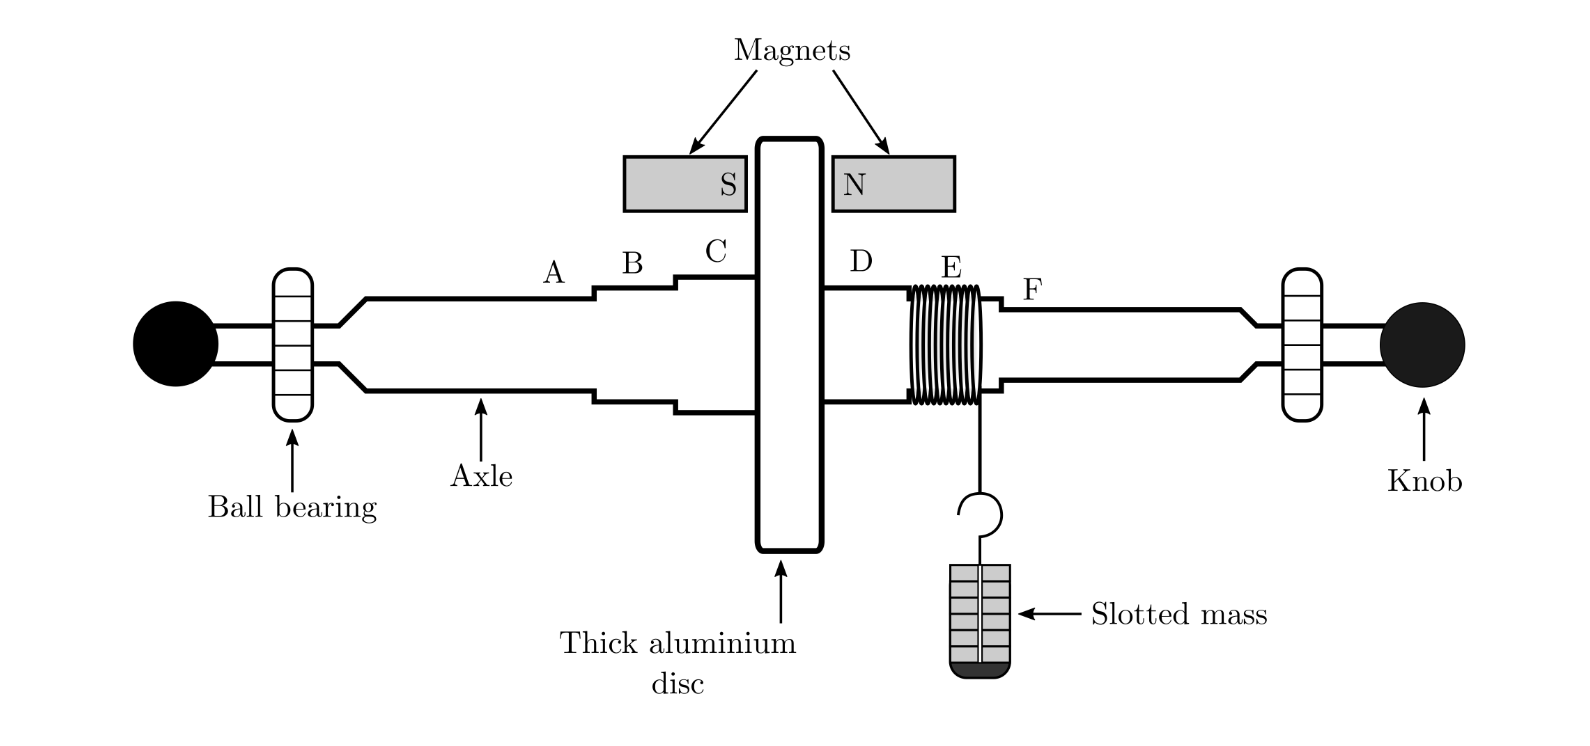 Magnets
S
N
A
B
C
D
E
F
Axle
Ball bearing
Knob
Slotted mass
Thick aluminium
disc